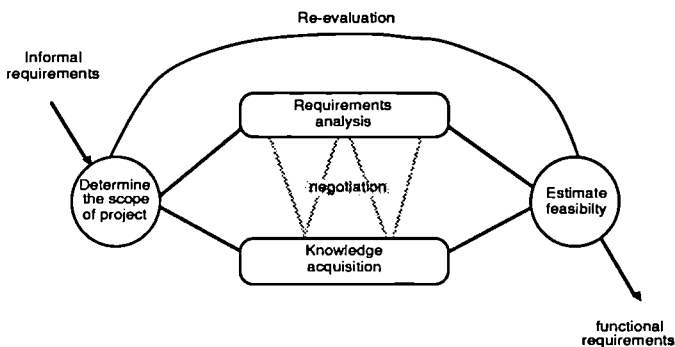 Re-evaluation
Informal
requirements
Requirements
analysis
Determine
the scope
of project
negotiation
Estimate
feasibilty
Knowledge
acquisition
functional
requirements